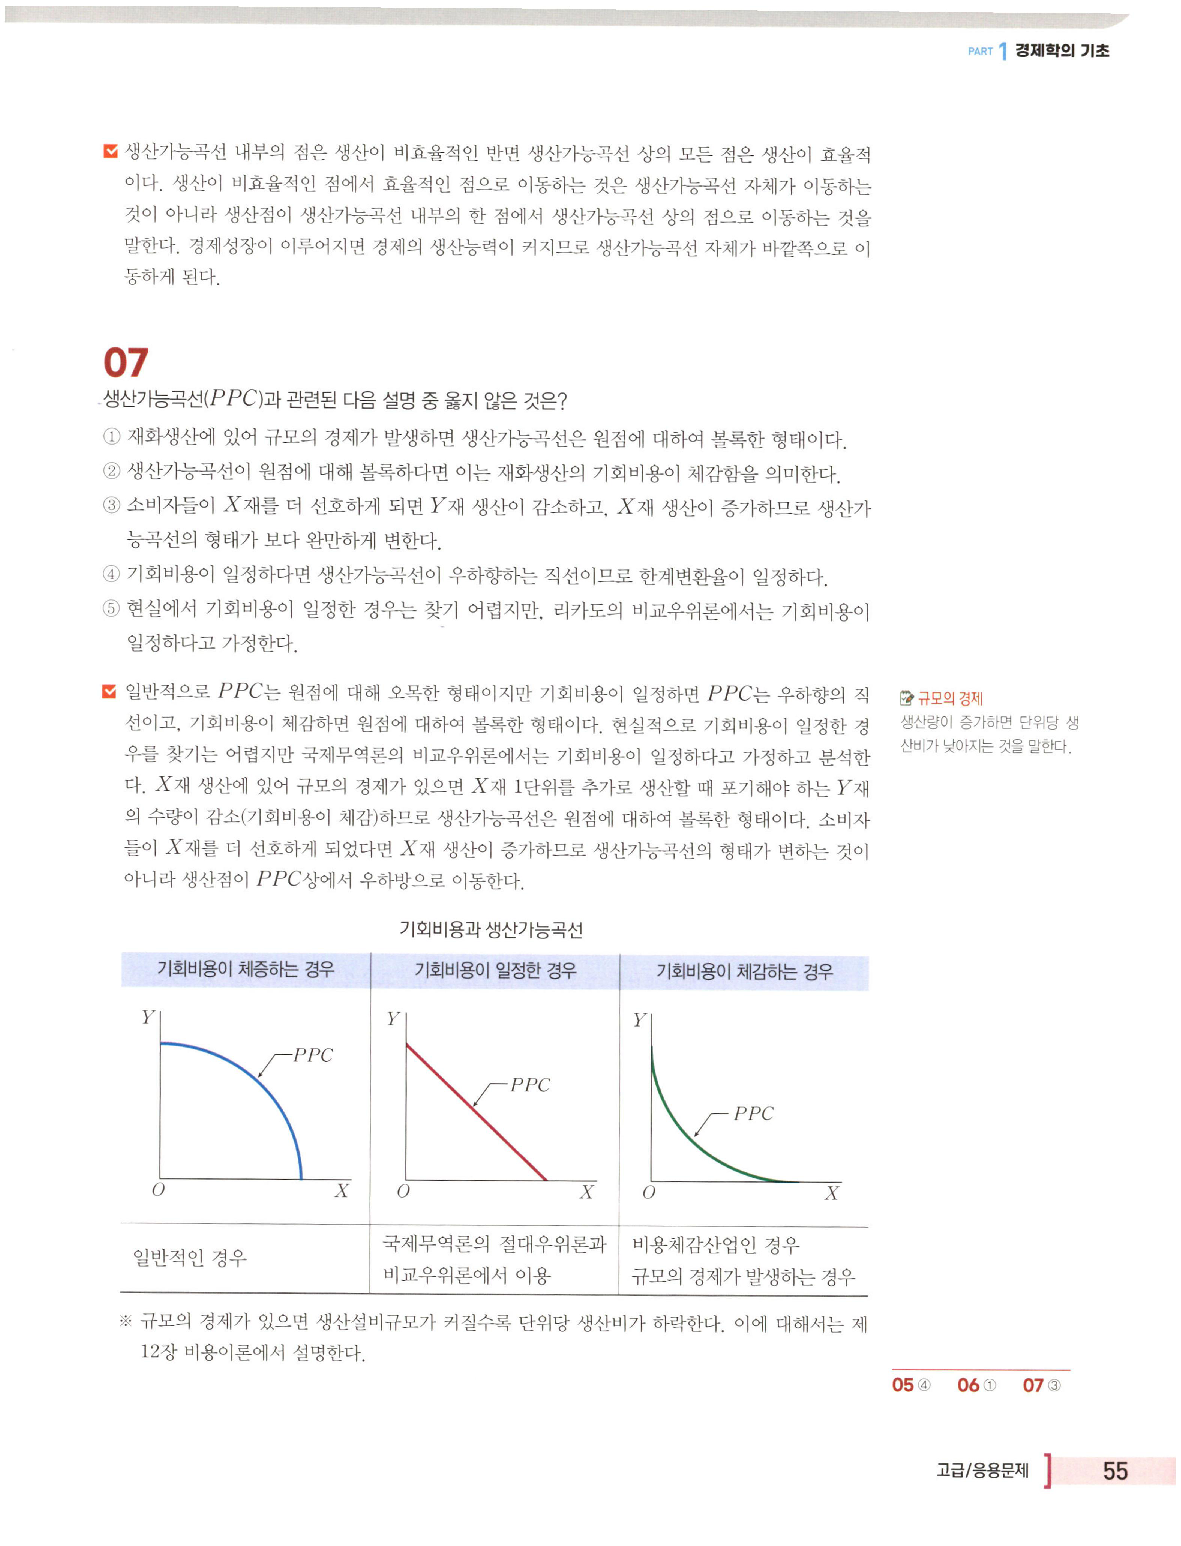 PART 1 경제학의 기초
생산가능곡선 내부의 점은 생산이 비효율적인 반면 생산가능곡선 상의 모든 점은 생산이 효율적
이다. 생산이 비효율적인 점에서 효율적인 점으로 이동하는 것은 생산가능곡선 자체가 이동하는
것이 아니라 생산점이 생산가능곡선 내부의 한 점에서 생산가능곡선 상의 점으로 이동하는 것을
말한다. 경제성장이 이루어지면 경제의 생산능력이 커지므로 생산가능곡선 자체가 바깥쪽으로 이
동하게 된다.
07
생산가능곡선(PPC)과 관련된 다음 설명 중 옳지 않은 것은?
① 재화생산에 있어 규모의 경제가 발생하면 생산가능곡선은 원점에 대하여 볼록한 형태이다.
② 생산가능곡선이 원점에 대해 볼록하다면 이는 재화생산의 기회비용이 체감함을 의미한다.
③ 소비자들이 X재를 더 선호하게 되면 Y재 생산이 감소하고, X재 생산이 증가하므로 생산가
능곡선의 형태가 보다 완만하게 변한다.
④ 기회비용이 일정하다면 생산가능곡선이 우하향하는 직선이므로 한계변환율이 일정하다.
⑤ 현실에서 기회비용이 일정한 경우는 찾기 어렵지만, 리카도의 비교우위론에서는 기회비용이
일정하다고 가정한다.
일반적으로 PPC는 원점에 대해 오목한 형태이지만 기회비용이 일정하면 PPC는 우하향의 직
선이고, 기회비용이 체감하면 원점에 대하여 볼록한 형태이다. 현실적으로 기회비용이 일정한 경
우를 찾기는 어렵지만 국제무역론의 비교우위론에서는 기회비용이 일정하다고 가정하고 분석한
다. X재 생산에 있어 규모의 경제가 있으면 X재 1단위를 추가로 생산할 때 포기해야 하는 Y재
의 수량이 감소(기회비용이 체감)하므로 생산가능곡선은 원점에 대하여 볼록한 형태이다. 소비자
들이 X재를 더 선호하게 되었다면 X재 생산이 증가하므로 생산가능곡선의 형태가 변하는 것이
아니라 생산점이 PPC상에서 우하방으로 이동한다.
규모의 경제
생산량이 증가하면 단위당 생
산비가 낮아지는 것을 말한다.
기회비용과 생산가능곡선
기회비용이 체증하는 경우 기회비용이 일정한 경우 기회비용이 체감하는 경우
Y PPC O X
Y PPC O X
Y PPC O X
일반적인 경우
국제무역론의 절대우위론과
비교우위론에서 이용
비용체감산업인 경우
규모의 경제가 발생하는 경우
※ 규모의 경제가 있으면 생산설비규모가 커질수록 단위당 생산비가 하락한다. 이에 대해서는 제
12장 비용이론에서 설명한다.
05 ④ 06 ① 07 ③
고급/응용문제 55